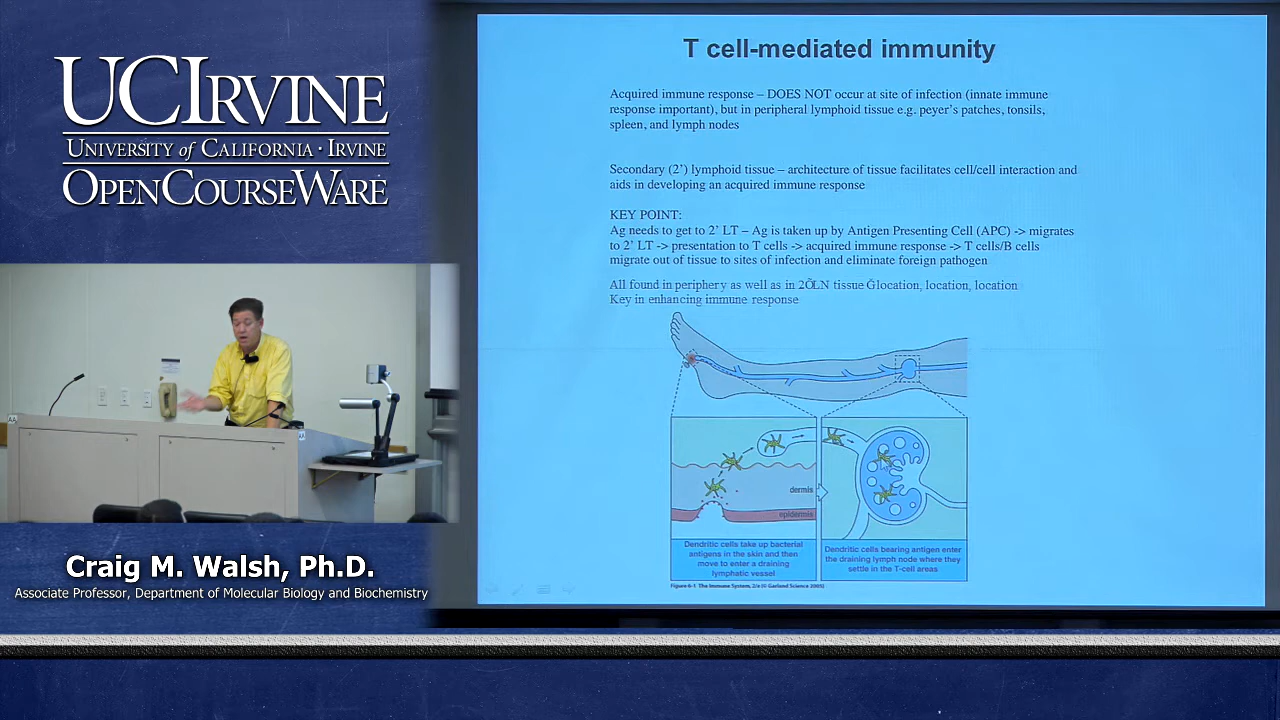 UCIRVINE
UNIVERSITY of CALIFORNIA · IRVINE
OPENCOURSEWARE
Craig M. Walsh, Ph.D.
Associate Professor, Department of Molecular Biology and Biochemistry
T cell-mediated immunity
Acquired immune response – DOES NOT occur at site of infection (innate immune
response important), but in peripheral lymphoid tissue e.g. peyer's patches, tonsils,
spleen, and lymph nodes
Secondary (2’) lymphoid tissue – architecture of tissue facilitates cell/cell interaction and
aids in developing an acquired immune response
KEY POINT:
Ag needs to get to 2’ LT – Ag is taken up by Antigen Presenting Cell (APC) -> migrates
to 2’ LT -> presentation to T cells -> acquired immune response -> T cells/B cells
migrate out of tissue to sites of infection and eliminate foreign pathogen
All found in periphery as well as in 2ÕLN tissue Ğlocation, location, location
Key in enhancing immune response
dermis
epidermis
Dendritic cells take up bacterial
antigens in the skin and then
move to enter a draining
lymphatic vessel
Dendritic cells bearing antigen enter
the draining lymph node where they
settle in the T-cell areas
Figure 6-1 The Immune System, 2/e (© Garland Science 2005)